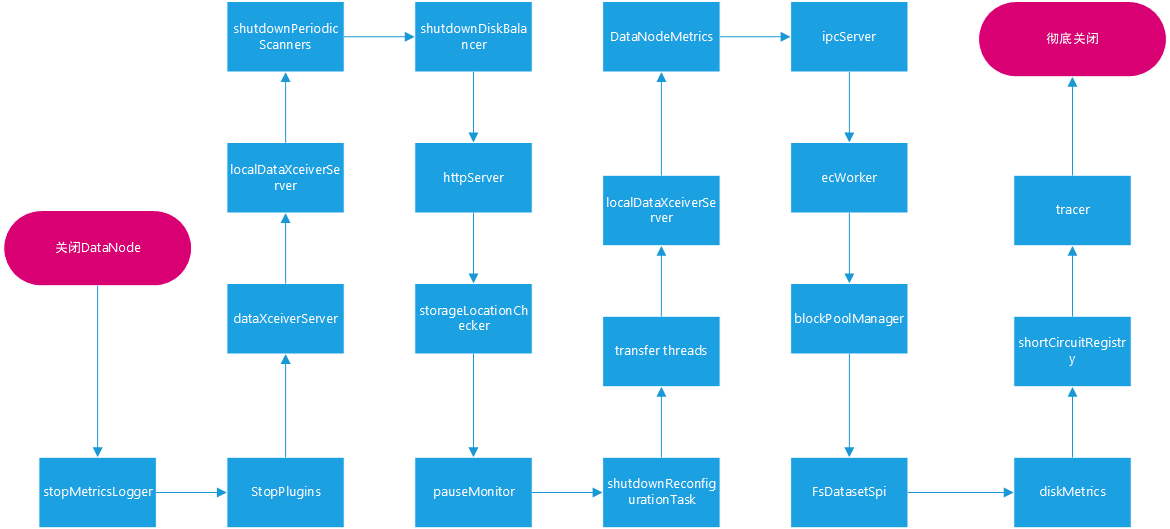 关闭DataNode
stopMetricsLogger
StopPlugins
dataXceiverServer
localDataXceiverSe
rver
shutdownPeriodic
Scanners
shutdownDiskBala
ncer
httpServer
storageLocationCh
ecker
pauseMonitor
shutdownReconfig
urationTask
transfer threads
localDataXceiverSe
rver
DataNodeMetrics
ipcServer
ecWorker
blockPoolManager
FsDatasetSpi
diskMetrics
shortCircuitRegistr
y
tracer
彻底关闭